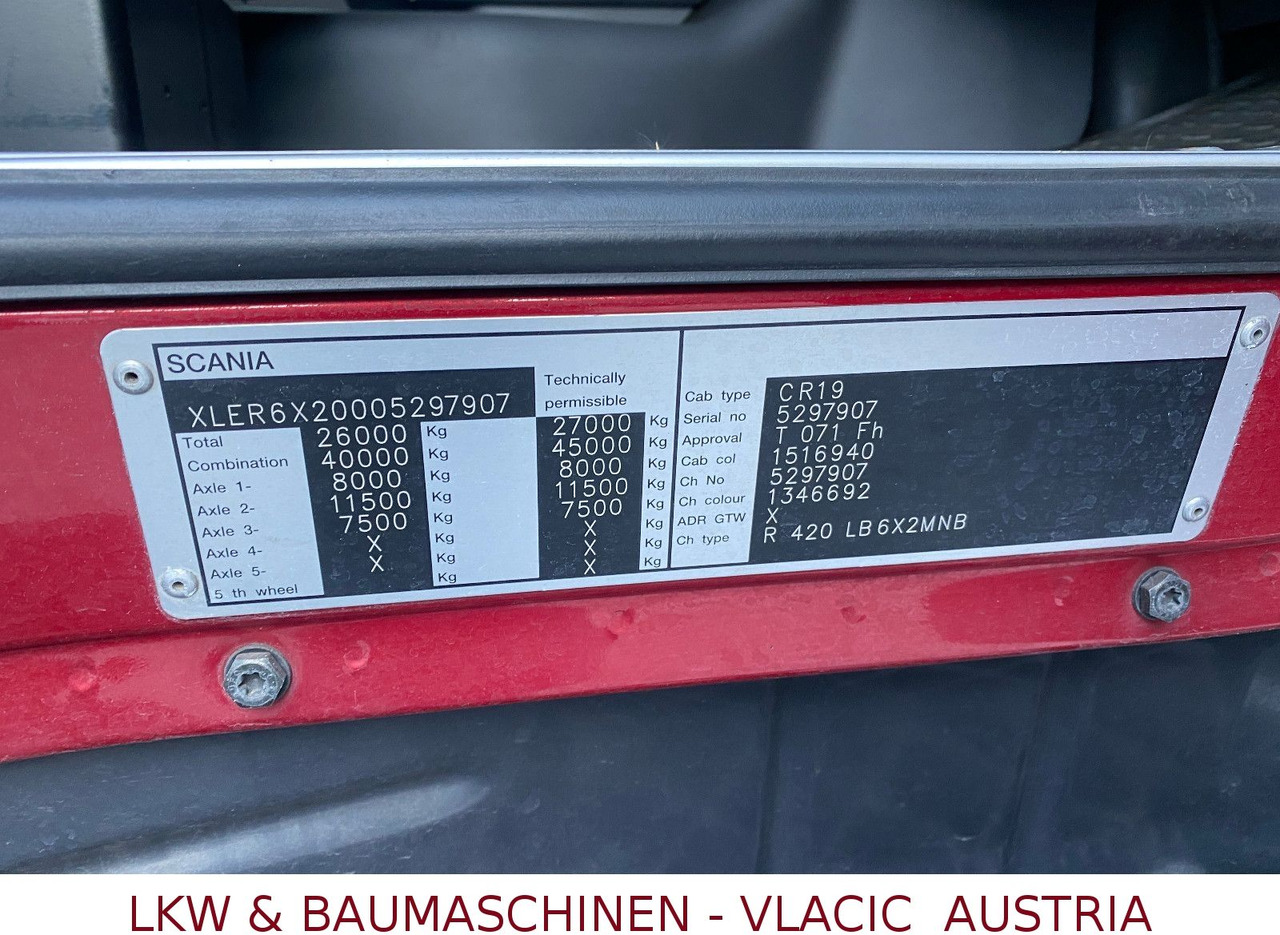 SCANIA
XLER6X20005297907
Technically
permissible
Total 26000 Kg 27000 Kg
Combination 40000 Kg 45000 Kg
Axle 1- 8000 Kg 8000 Kg
Axle 2- 11500 Kg 11500 Kg
Axle 3- 7500 Kg 7500 Kg
Axle 4- X Kg X Kg
Axle 5- X Kg X Kg
5 th wheel Kg X Kg
Cab type CR19
Serial no 5297907
Approval T 071 Fh
Cab col 1516940
Ch No 5297907
Ch colour 1346692
ADR GTW X
Ch type R 420 LB6X2MNB
LKW & BAUMASCHINEN - VLACIC AUSTRIA